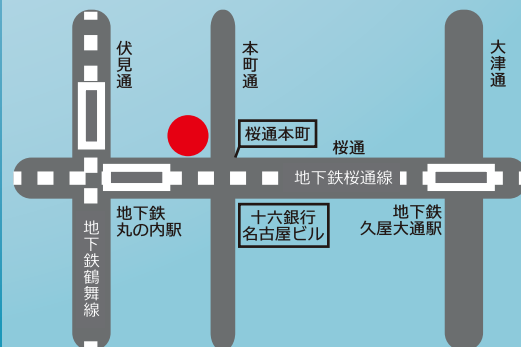 伏見通
本町通
大津通
桜通本町
桜通
地下鉄桜通線
地下鉄
丸の内駅
十六銀行
名古屋ビル
地下鉄
久屋大通駅
地下鉄鶴舞線